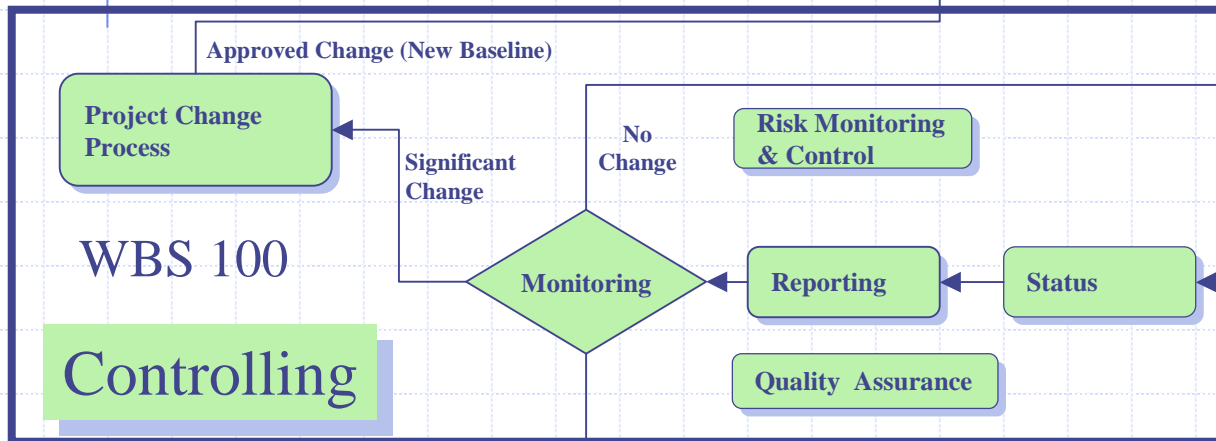 Approved Change (New Baseline)
Project Change
Process
No
Change
Risk Monitoring
& Control
Significant
Change
WBS 100
Monitoring
Reporting
Status
Controlling
Quality Assurance